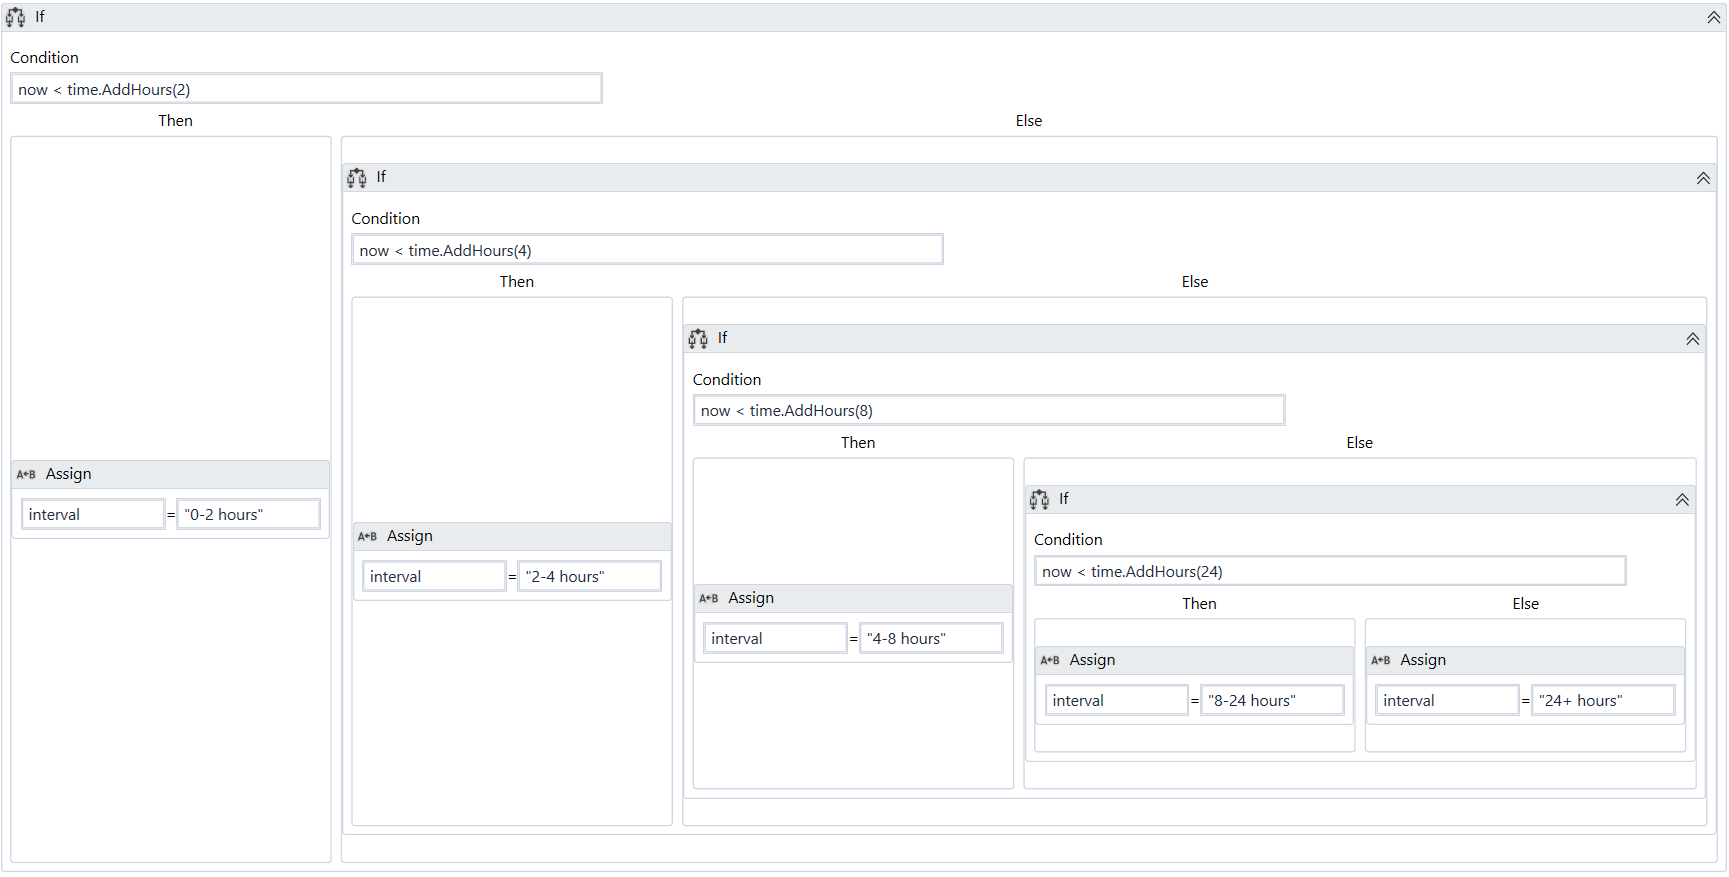 If
Condition
now < time.AddHours(2)
Then
Else
If
Condition
now < time.AddHours(4)
Then
Else
If
Condition
now < time.AddHours(8)
Then
Else
A←B Assign
interval = "0-2 hours"
If
A←B Assign
interval = "2-4 hours"
Condition
now < time.AddHours(24)
A←B Assign
interval = "4-8 hours"
Then
Else
A←B Assign
interval = "8-24 hours"
A←B Assign
interval = "24+ hours"